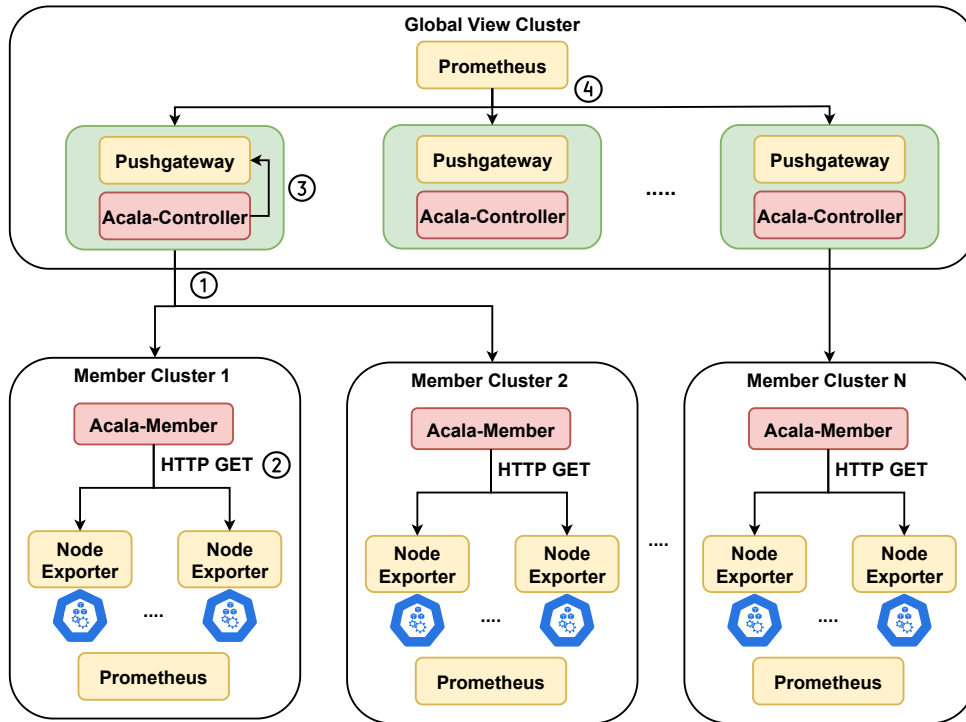 Global View Cluster
Prometheus
4
Pushgateway
Acala-Controller
3
Pushgateway
Acala-Controller
.....
Pushgateway
Acala-Controller
1
Member Cluster 1
Acala-Member
HTTP GET 2
Node
Exporter
Node
Exporter
....
Prometheus
Member Cluster 2
Acala-Member
HTTP GET
Node
Exporter
Node
Exporter
....
Prometheus
....
Member Cluster N
Acala-Member
HTTP GET
Node
Exporter
Node
Exporter
....
Prometheus